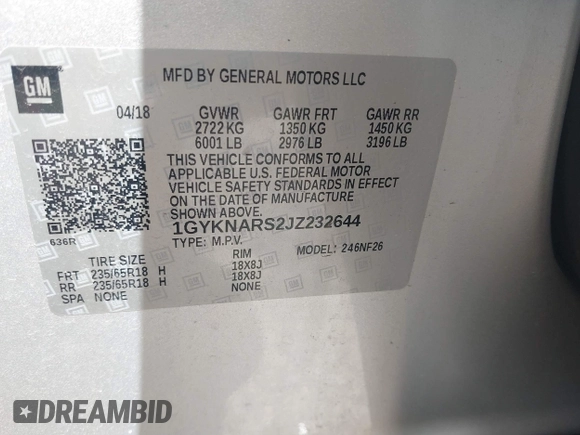 GM
MFD BY GENERAL MOTORS LLC
04/18 GVWR GAWR FRT GAWR RR
2722 KG 1350 KG 1450 KG
6001 LB 2976 LB 3196 LB
THIS VEHICLE CONFORMS TO ALL
APPLICABLE U.S. FEDERAL MOTOR
VEHICLE SAFETY STANDARDS IN EFFECT
ON THE DATE OF MANUFACTURE
SHOWN ABOVE.
636R 1GYKNARS2JZ232644
TYPE: M.P.V. MODEL: 246NF26
TIRE SIZE RIM
FRT 235/65R18 H 18X8J
RR 235/65R18 H 18X8J
SPA NONE NONE
DREAMBID